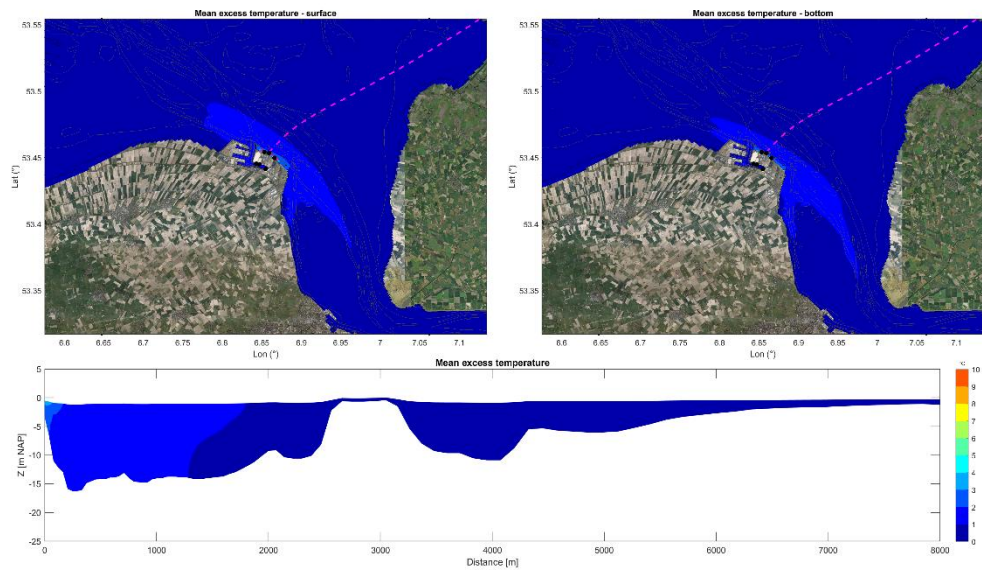 Mean excess temperature - surface
53.55
53.5
53.45
53.4
53.35
Lat (°)
6.6 6.65 6.7 6.75 6.8 6.85 6.9 6.95 7 7.05 7.1
Lon (°)
Mean excess temperature - bottom
53.55
53.5
53.45
53.4
53.35
Lat (°)
6.6 6.65 6.7 6.75 6.8 6.85 6.9 6.95 7 7.05 7.1
Lon (°)
Mean excess temperature
5
0
-5
-10
-15
-20
-25
Z [m NAP]
0 1000 2000 3000 4000 5000 6000 7000 8000
Distance [m]
10
9
8
7
6
5
4
3
2
1
0